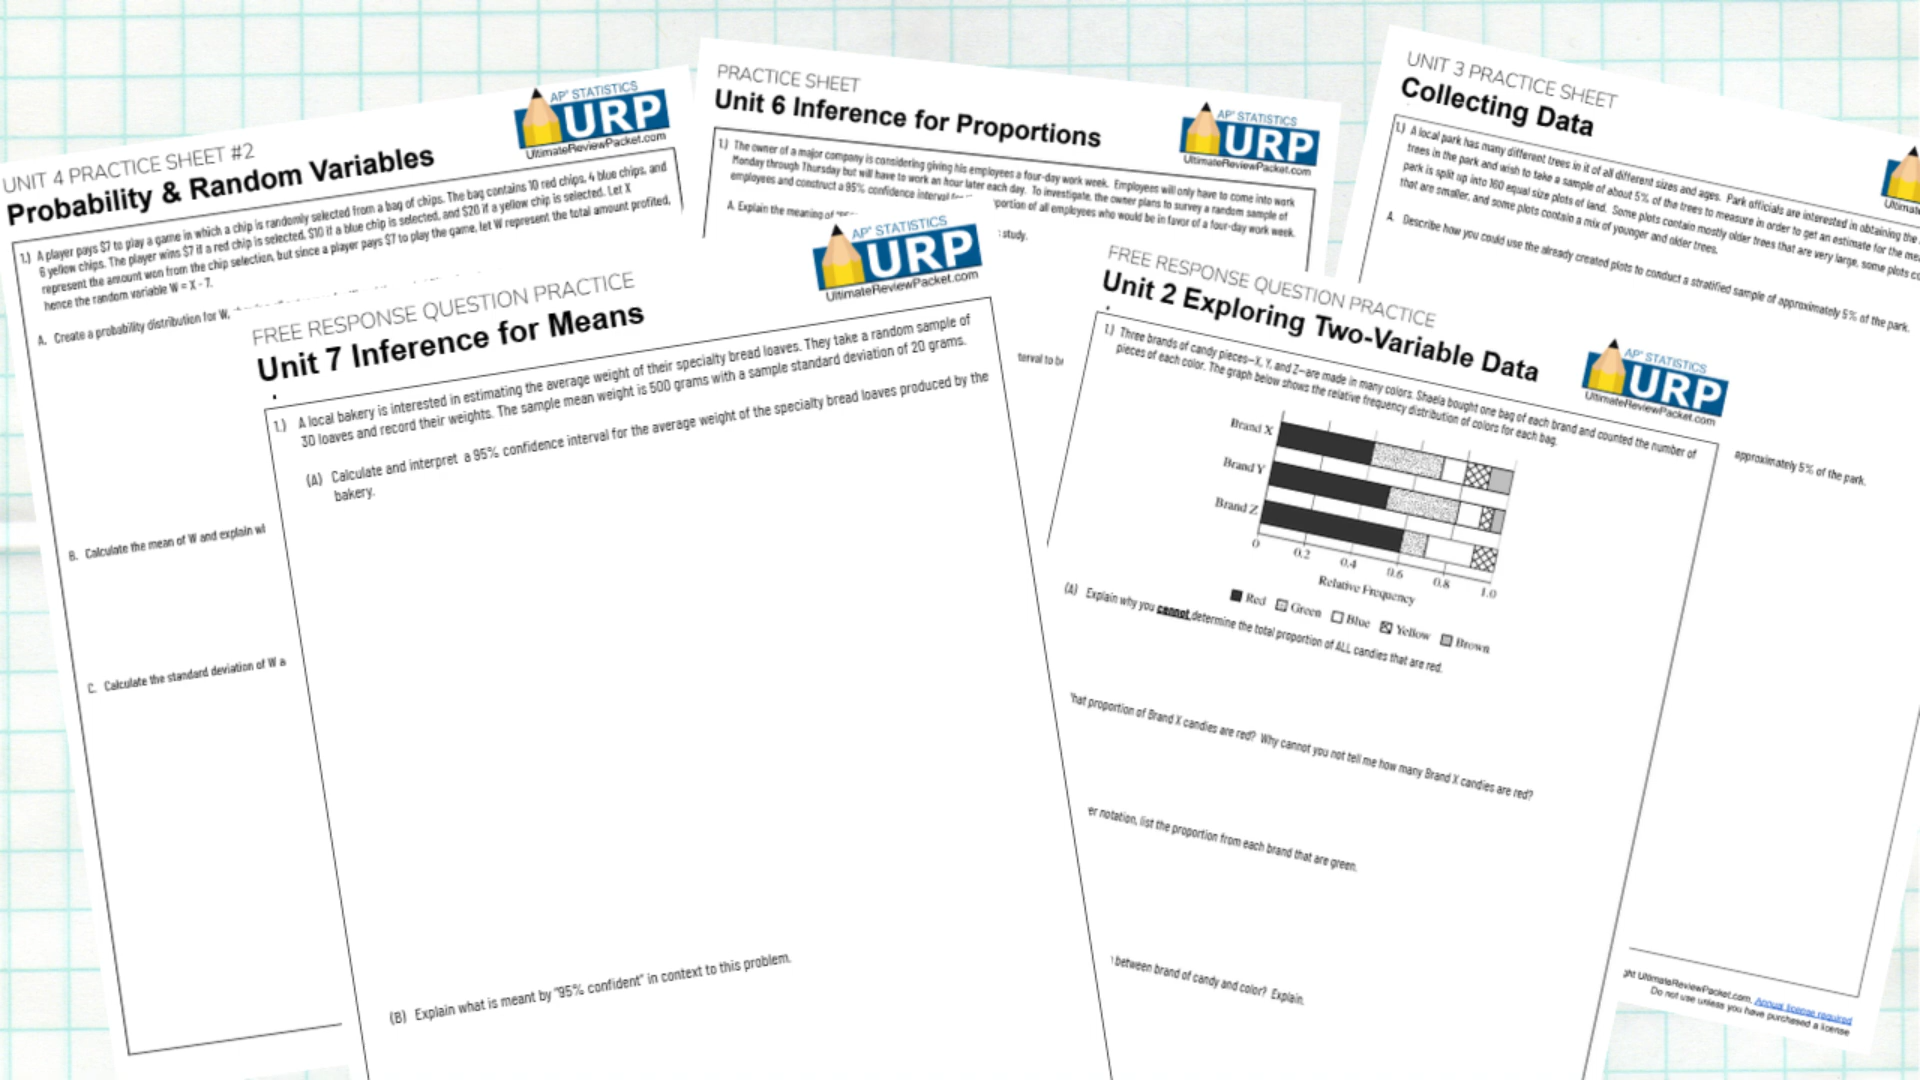 UNIT 4 PRACTICE SHEET #2
Probability & Random Variables
AP® STATISTICS
URP
UltimateReviewPacket.com
1.) A player pays $7 to play a game in which a chip is randomly selected from a bag of chips. The bag contains 10 red chips, 4 blue chips, and
6 yellow chips. The player wins $7 if a red chip is selected, $10 if a blue chip is selected, and $20 if a yellow chip is selected. Let X
represent the amount won from the chip selection, but since a player pays $7 to play the game, let W represent the total amount profited,
hence the random variable W = X - 7.
A. Create a probability distribution for W,
B. Calculate the mean of W and explain wh
C. Calculate the standard deviation of W a
PRACTICE SHEET
Unit 6 Inference for Proportions
AP® STATISTICS
URP
UltimateReviewPacket.com
1.) The owner of a major company is considering giving his employees a four-day work week. Employees will only have to come into work
Monday through Thursday but will have to work an hour later each day. To investigate, the owner plans to survey a random sample of
employees and construct a 95% confidence interval portion of all employees who would be in favor of a four-day work week.
A. Explain the meaning of study.
terval to be
FREE RESPONSE QUESTION PRACTICE
Unit 7 Inference for Means
AP® STATISTICS
URP
UltimateReviewPacket.com
1.) A local bakery is interested in estimating the average weight of their specialty bread loaves. They take a random sample of
30 loaves and record their weights. The sample mean weight is 500 grams with a sample standard deviation of 20 grams.
(A) Calculate and interpret a 95% confidence interval for the average weight of the specialty bread loaves produced by the
bakery.
(B) Explain what is meant by "95% confident" in context to this problem.
FREE RESPONSE QUESTION PRACTICE
Unit 2 Exploring Two-Variable Data
AP® STATISTICS
URP
UltimateReviewPacket.com
1.) Three brands of candy pieces—X, Y, and Z—are made in many colors. Shaela bought one bag of each brand and counted the number of
pieces of each color. The graph below shows the relative frequency distribution of colors for each bag.
Brand X
Brand Y
Brand Z
0 0.2 0.4 0.6 0.8 1.0
Relative Frequency
Red Green Blue Yellow Brown
(A) Explain why you cannot determine the total proportion of ALL candies that are red.
hat proportion of Brand X candies are red? Why cannot you not tell me how many Brand X candies are red?
er notation, list the proportion from each brand that are green.
between brand of candy and color? Explain.
UNIT 3 PRACTICE SHEET
Collecting Data
1.) A local park has many different trees in it of all different sizes and ages. Park officials are interested in obtaining the
trees in the park and wish to take a sample of about 5% of the trees to measure in order to get an estimate for the mea
park is split up into 160 equal size plots of land. Some plots contain mostly older trees that are very large, some plots co
that are smaller, and some plots contain a mix of younger and older trees.
A. Describe how you could use the already created plots to conduct a stratified sample of approximately 5% of the park.
approximately 5% of the park.
ght UltimateReviewPacket.com, Annual license required
Do not use unless you have purchased a license